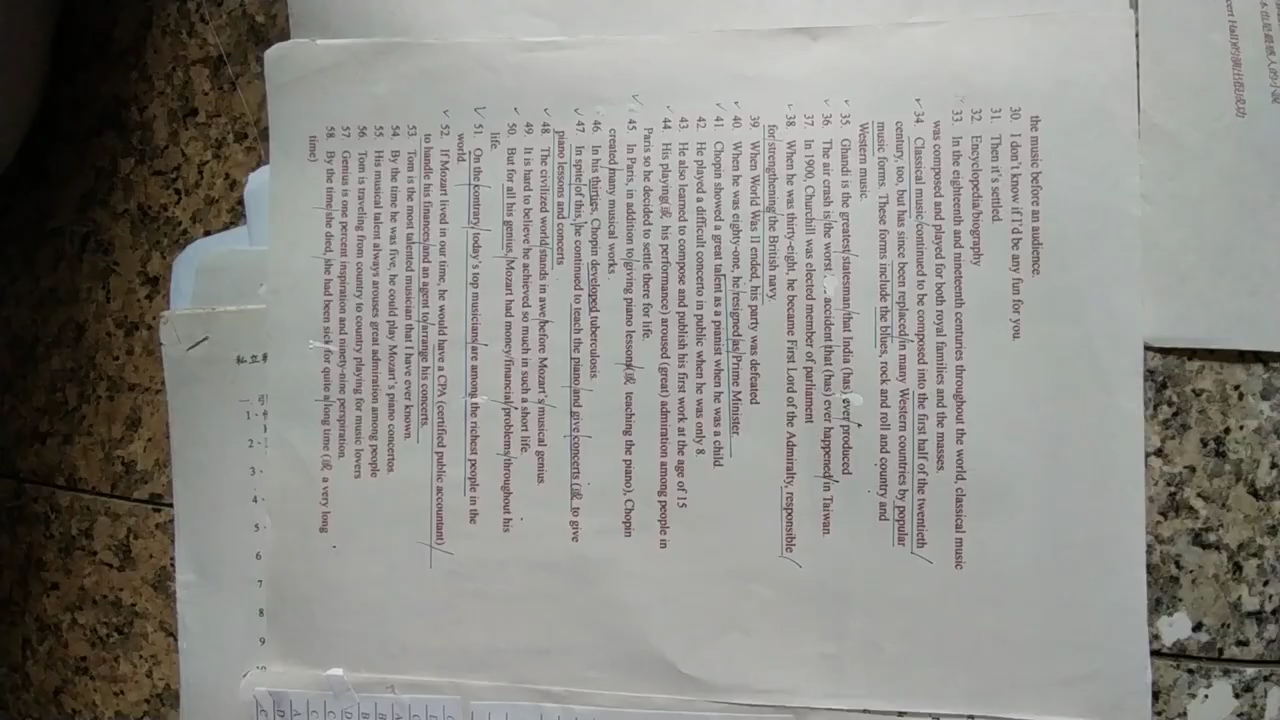 the music before an audience.
30. I don't know if I'd be any fun for you.
31. Then it's settled.
32. Encyclopedia/biography
33. In the eighteenth and nineteenth centuries throughout the world, classical music
was composed and played for both royal families and the masses.
34. Classical music continued to be composed into the first half of the twentieth
century, too, but has since been replaced in many Western countries by popular
music forms. These forms include the blues, rock and roll and country and
Western music.
35. Ghandi is the greatest statesman that India (has) ever produced
36. The air crash is the worst accident that (has) ever happened in Taiwan.
37. In 1900, Churchill was elected member of parliament
38. When he was thirty-eight, he became First Lord of the Admiralty, responsible
for strengthening the British navy.
39. When World Was II ended, his party was defeated
40. When he was eighty-one, he resigned as Prime Minister
41. Chopin showed a great talent as a pianist when he was a child.
42. He played a difficult concerto in public when he was only 8.
43. He also learned to compose and publish his first work at the age of 15
44. His playing(或 his performance) aroused (great) admiration among people in
Paris so he decided to settle there for life.
45. In Paris, in addition to giving piano lessons(或 teaching the piano), Chopin
created many musical works.
46. In his thirties, Chopin developed tuberculosis.
47. In spite of this, he continued to teach the piano and give concerts (或 to give
piano lessons and concerts
48. The civilized world stands in awe before Mozart's musical genius.
49. It is hard to believe he achieved so much in such a short life.
50. But for all his genius, Mozart had money/financial problems throughout his
life.
51. On the contrary today's top musicians are among the richest people in the
world.
52. If Mozart lived in our time, he would have a CPA (certified public accountant)
to handle his finances and an agent to arrange his concerts.
53. Tom is the most talented musician that I have ever known.
54. By the time he was five, he could play Mozart's piano concertos.
55. His musical talent always arouses great admiration among people
56. Tom is traveling from country to country playing for music lovers
57. Genius is one percent inspiration and ninety-nine perspiration.
58. By the time she died, she had been sick for quite a long time (或 a very long
time)
私立華
一、引
1.
2.
3.
4.
5.
6
7
8
9